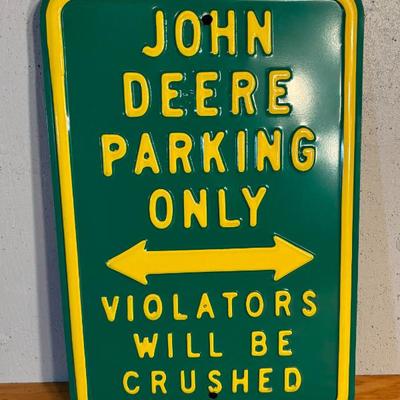 JOHN
DEERE
PARKING
ONLY
VIOLATORS
WILL BE
CRUSHED